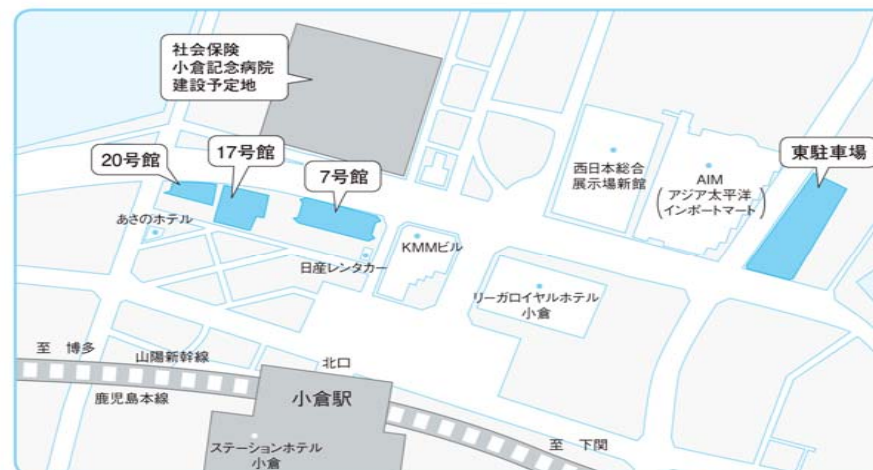 社会保険
小倉記念病院
建設予定地
20号館
17号館
7号館
東駐車場
西日本総合
展示場新館
AIM
(アジア太平洋
インポートマート)
あさのホテル
日産レンタカー
KMMビル
リーガロイヤルホテル
小倉
至 博多
山陽新幹線
北口
鹿児島本線
小倉駅
至 下関
ステーションホテル
小倉